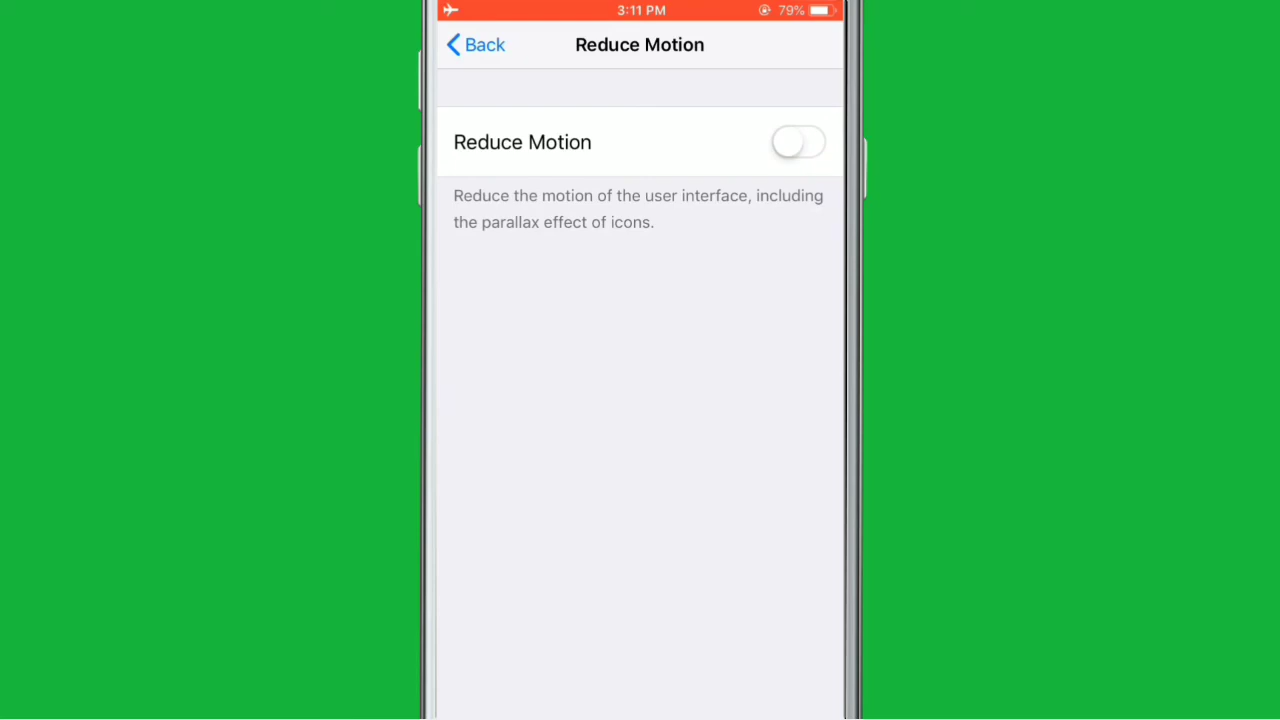 3:11 PM 79%
Back Reduce Motion
Reduce Motion
Reduce the motion of the user interface, including
the parallax effect of icons.